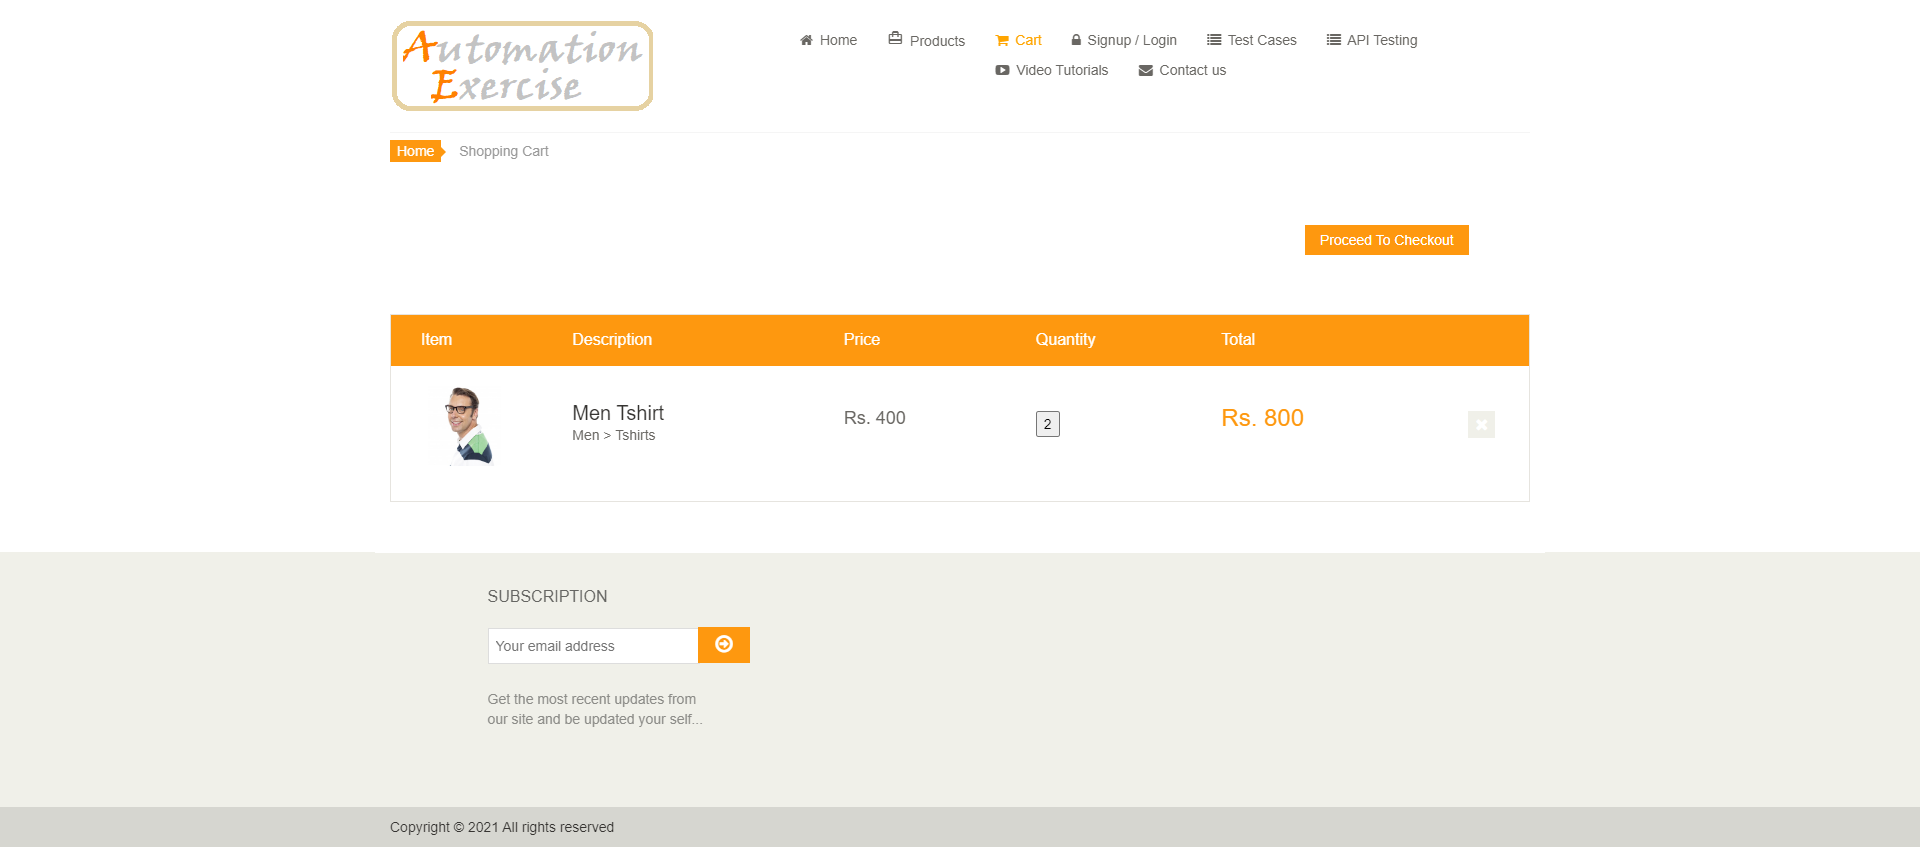 Automation
Exercise
Home
Products
Cart
Signup / Login
Test Cases
API Testing
Video Tutorials
Contact us
Home
Shopping Cart
Proceed To Checkout
Item Description Price Quantity Total
Men Tshirt
Men > Tshirts
Rs. 400
2
Rs. 800
SUBSCRIPTION
Your email address
Get the most recent updates from
our site and be updated your self...
Copyright © 2021 All rights reserved